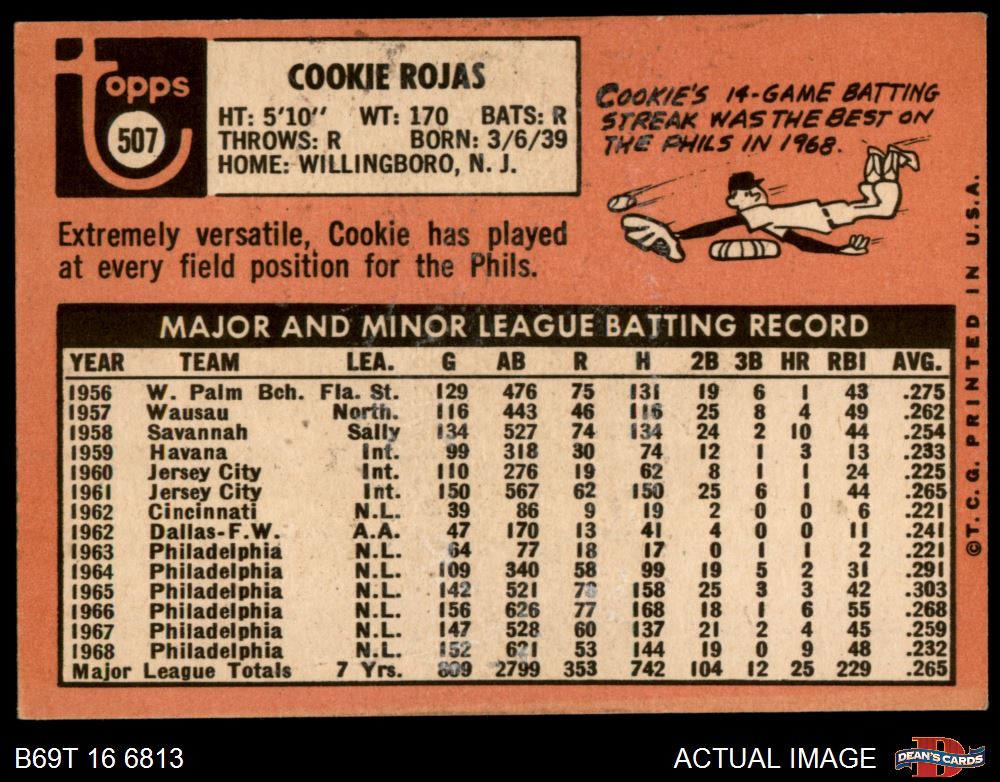 topps
507
COOKIE ROJAS
HT: 5'10" WT: 170 BATS: R
THROWS: R BORN: 3/6/39
HOME: WILLINGBORO, N. J.
COOKIE'S 14-GAME BATTING
STREAK WAS THE BEST ON
THE PHILS IN 1968.
Extremely versatile, Cookie has played
at every field position for the Phils.
MAJOR AND MINOR LEAGUE BATTING RECORD
YEAR TEAM LEA. G AB R H 2B 3B HR RBI AVG.
1956 W. Palm Bch. Fla. St. 129 476 75 131 19 6 1 43 .275
1957 Wausau North. 116 443 46 116 25 8 4 49 .262
1958 Savannah Sally 134 527 74 134 24 2 10 44 .254
1959 Havana Int. 99 318 30 74 12 1 3 13 .233
1960 Jersey City Int. 110 276 19 62 8 1 1 24 .225
1961 Jersey City Int. 150 567 62 150 25 6 1 44 .265
1962 Cincinnati N.L. 39 86 9 19 2 0 0 6 .221
1962 Dallas-F.W. A.A. 47 170 13 41 4 0 0 11 .241
1963 Philadelphia N.L. 64 77 18 17 0 1 1 2 .221
1964 Philadelphia N.L. 109 340 58 99 19 5 2 31 .291
1965 Philadelphia N.L. 142 521 158 25 3 3 42 .303
1966 Philadelphia N.L. 156 626 77 168 18 1 6 55 .268
1967 Philadelphia N.L. 147 528 60 137 21 2 4 45 .259
1968 Philadelphia N.L. 152 621 53 144 19 0 9 48 .232
Major League Totals 7 Yrs. 809 2799 353 742 104 12 25 229 .265
©T.C.G. PRINTED IN U.S.A.
B69T 16 6813
ACTUAL IMAGE
D
DEAN'S CARDS